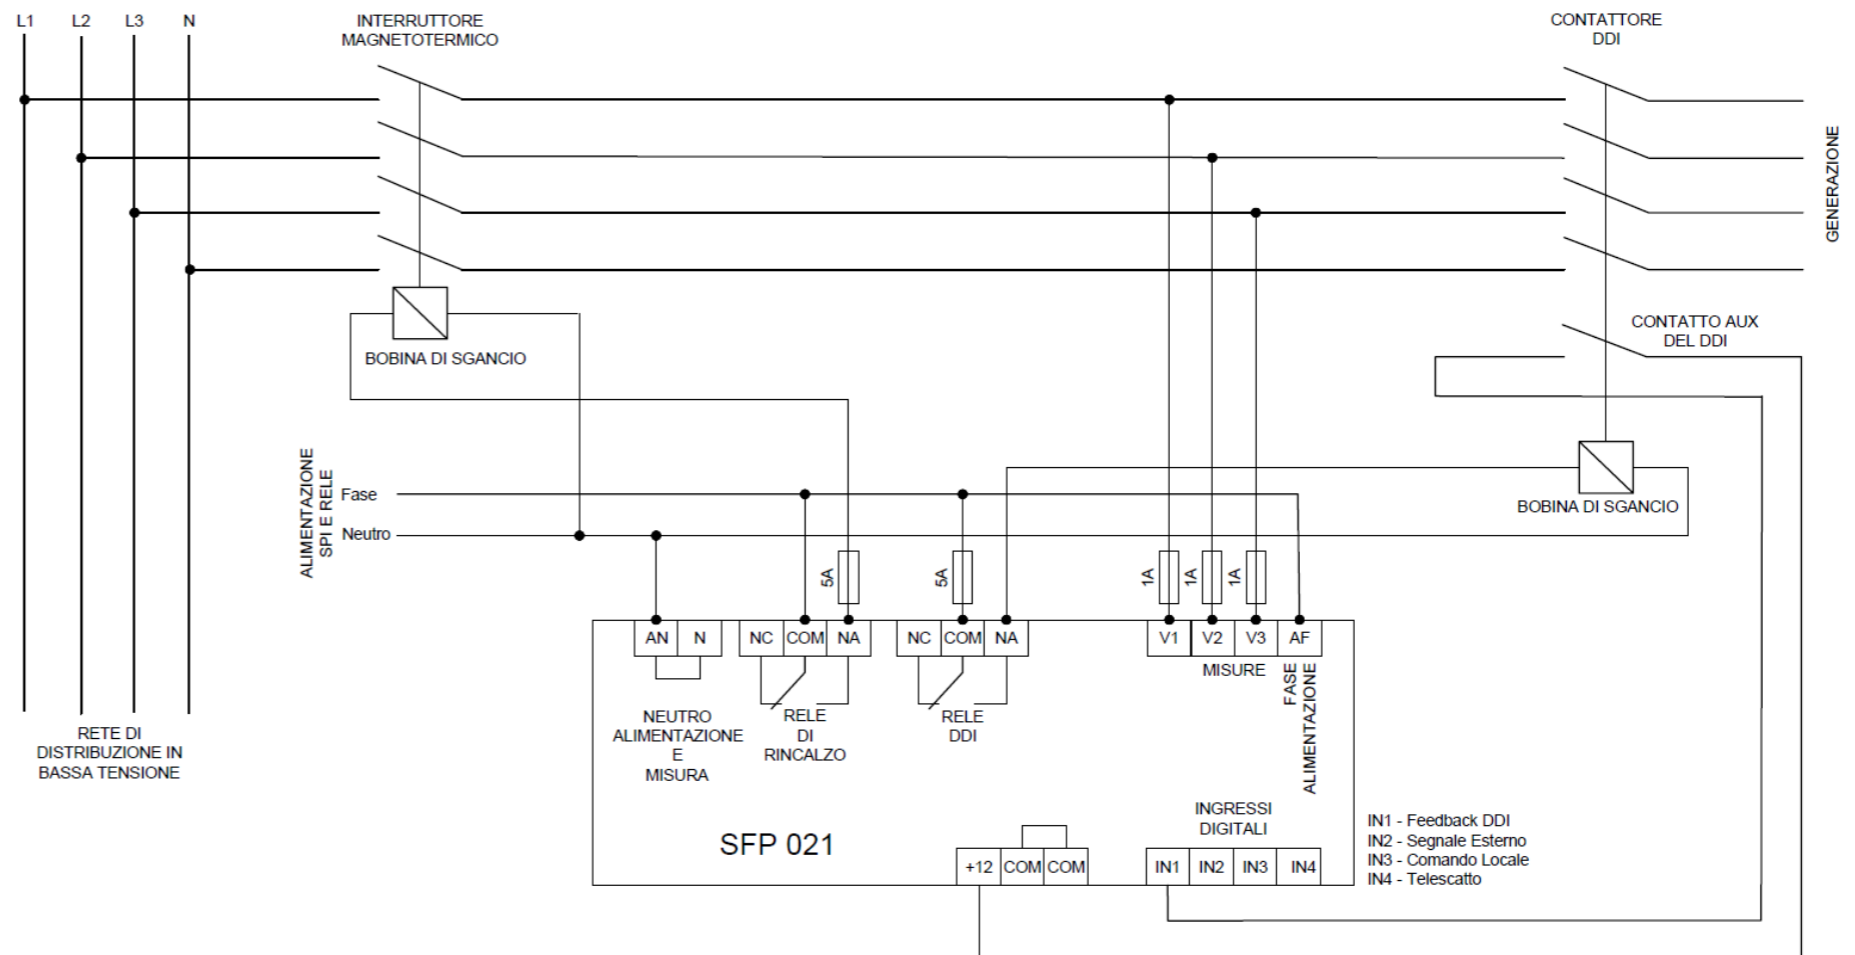 L1 L2 L3 N
INTERRUTTORE
MAGNETOTERMICO
CONTATTORE
DDI
GENERAZIONE
CONTATTO AUX
DEL DDI
BOBINA DI SGANCIO
ALIMENTAZIONE
SPI E RELE
Fase
Neutro
BOBINA DI SGANCIO
5A 5A 1A 1A 1A
AN N NC COM NA NC COM NA V1 V2 V3 AF
MISURE
FASE
ALIMENTAZIONE
NEUTRO
ALIMENTAZIONE
E
MISURA
RELE
DI
RINCALZO
RELE
DDI
RETE DI
DISTRIBUZIONE IN
BASSA TENSIONE
SFP 021
INGRESSI
DIGITALI
+12 COM COM IN1 IN2 IN3 IN4
IN1 - Feedback DDI
IN2 - Segnale Esterno
IN3 - Comando Locale
IN4 - Telescatto